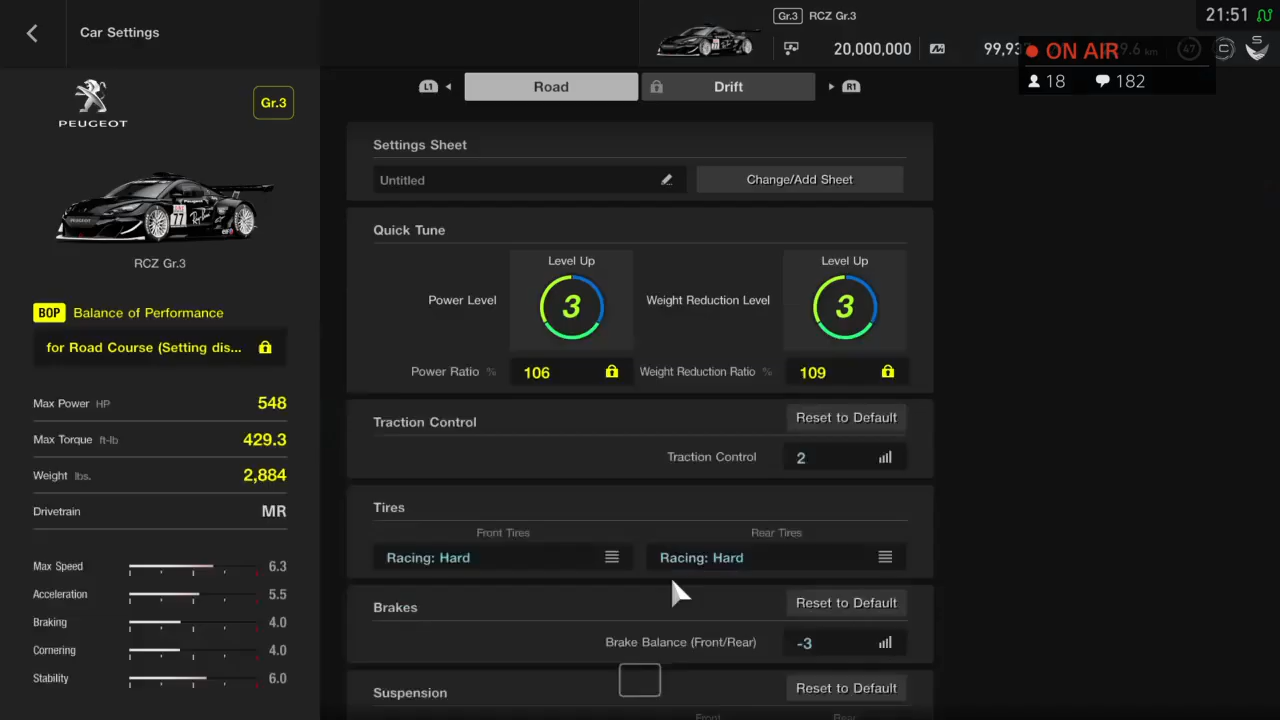 Car Settings
Gr.3 RCZ Gr.3
20,000,000
21:51
ON AIR
18 182
47
PEUGEOT
Gr.3
RCZ Gr.3
BOP Balance of Performance
for Road Course (Setting dis...
Max Power HP 548
Max Torque ft-lb 429.3
Weight lbs. 2,884
Drivetrain MR
Max Speed 6.3
Acceleration 5.5
Braking 4.0
Cornering 4.0
Stability 6.0
L1 Road Drift R1
Settings Sheet
Untitled Change/Add Sheet
Quick Tune
Level Up Level Up
Power Level 3 Weight Reduction Level 3
Power Ratio % 106 Weight Reduction Ratio % 109
Traction Control Reset to Default
Traction Control 2
Tires
Front Tires Rear Tires
Racing: Hard Racing: Hard
Brakes Reset to Default
Brake Balance (Front/Rear) -3
Suspension Reset to Default
Front Rear